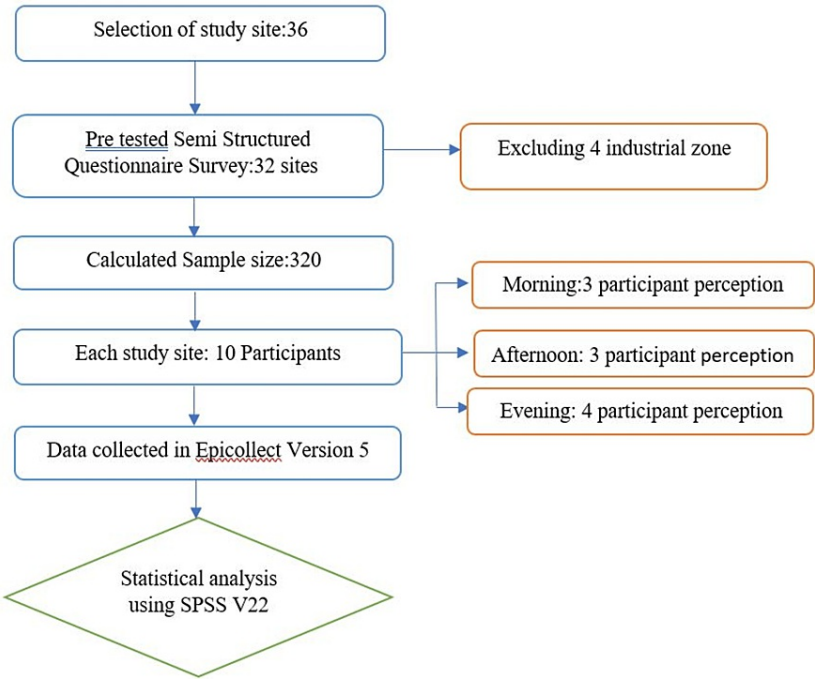 Selection of study site:36
Pre tested Semi Structured
Questionnaire Survey:32 sites
Excluding 4 industrial zone
Calculated Sample size:320
Each study site: 10 Participants
Morning:3 participant perception
Afternoon: 3 participant perception
Evening: 4 participant perception
Data collected in Epicollect Version 5
Statistical analysis
using SPSS V22